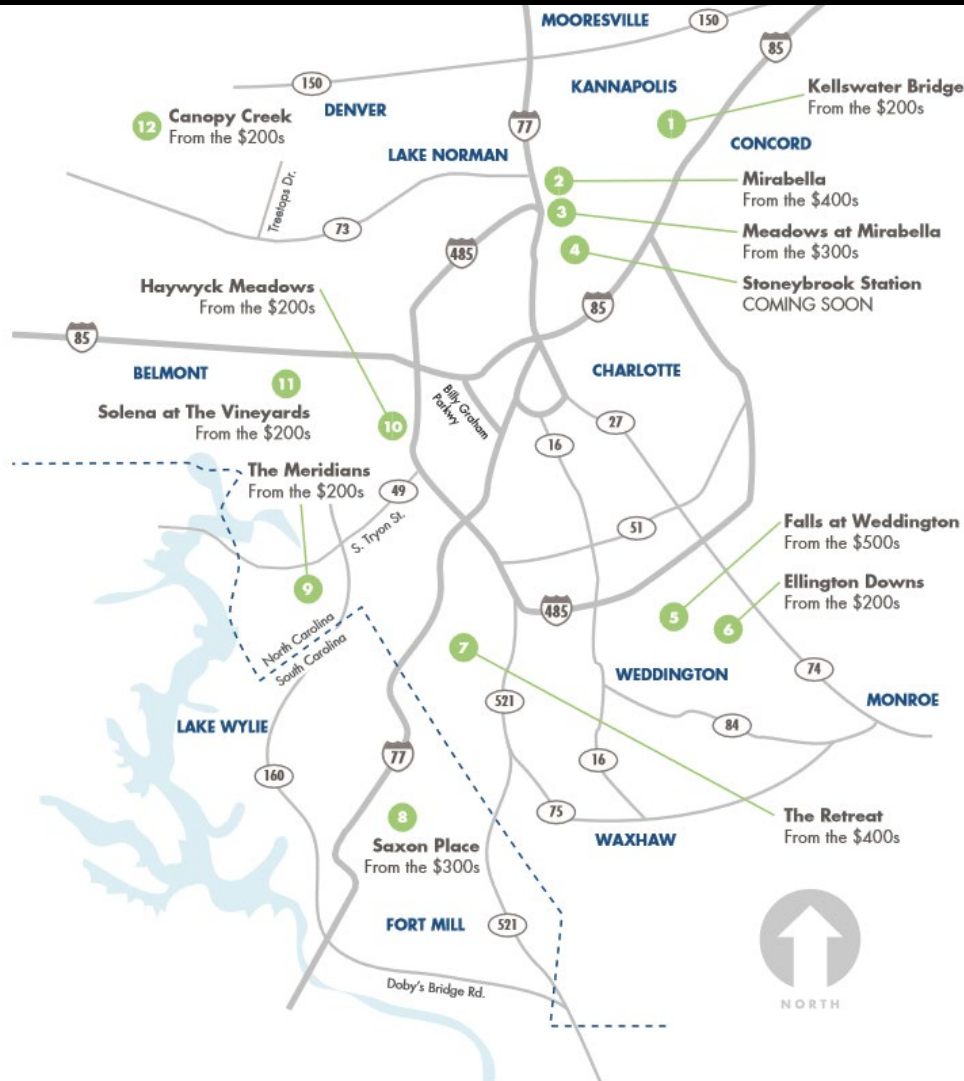 MOORESVILLE
150
85
KANNAPOLIS
Kellswater Bridge
From the $200s
150
DENVER
1
12
Canopy Creek
From the $200s
77
CONCORD
LAKE NORMAN
2
Mirabella
From the $400s
Treetops Dr.
3
Meadows at Mirabella
From the $300s
73
485
4
Stoneybrook Station
COMING SOON
Haywyck Meadows
From the $200s
85
85
BELMONT
11
CHARLOTTE
Billy Graham
Parkwy
Solena at The Vineyards
From the $200s
10
27
16
The Meridians
From the $200s
49
S. Tryon St.
51
Falls at Weddington
From the $500s
Ellington Downs
From the $200s
9
485
5
6
North Carolina
South Carolina
7
WEDDINGTON
74
MONROE
521
LAKE WYLIE
84
77
16
160
75
8
The Retreat
From the $400s
Saxon Place
From the $300s
WAXHAW
FORT MILL
521
Doby's Bridge Rd.
NORTH